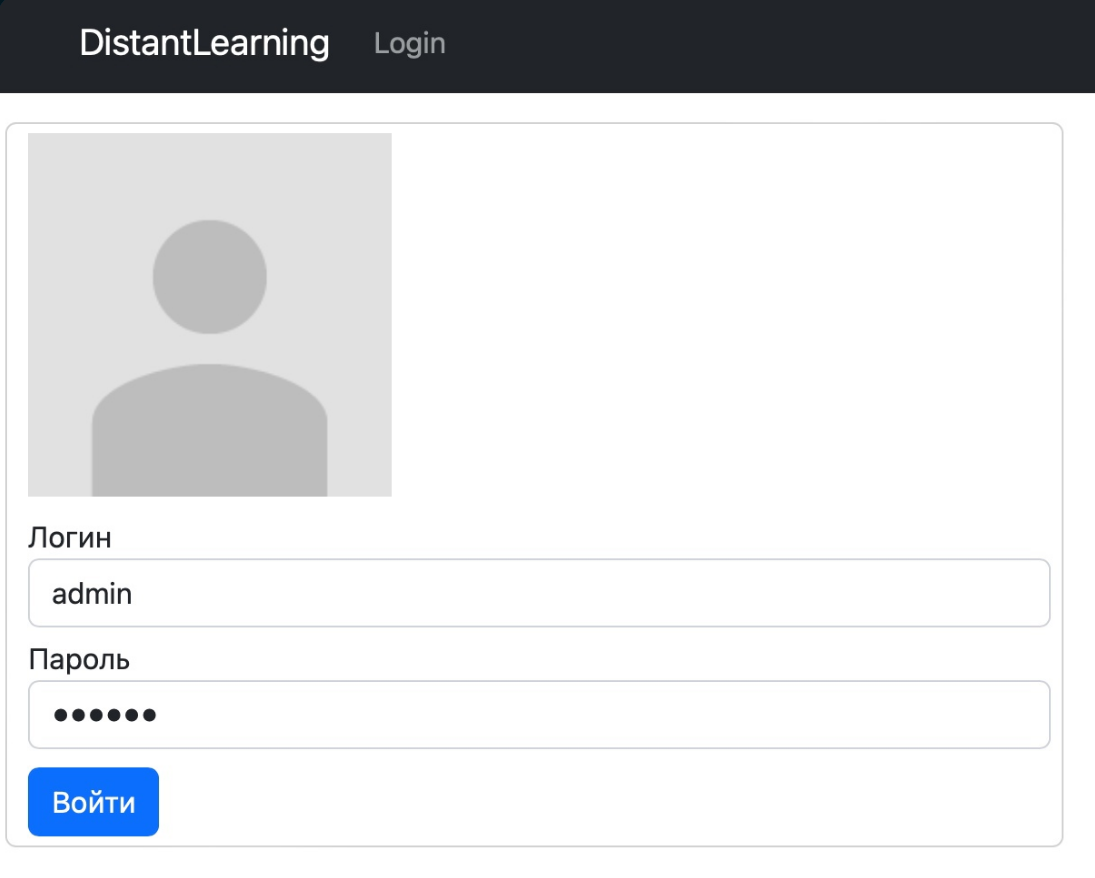 DistantLearning Login
Логин
admin
Пароль
••••••
Войти